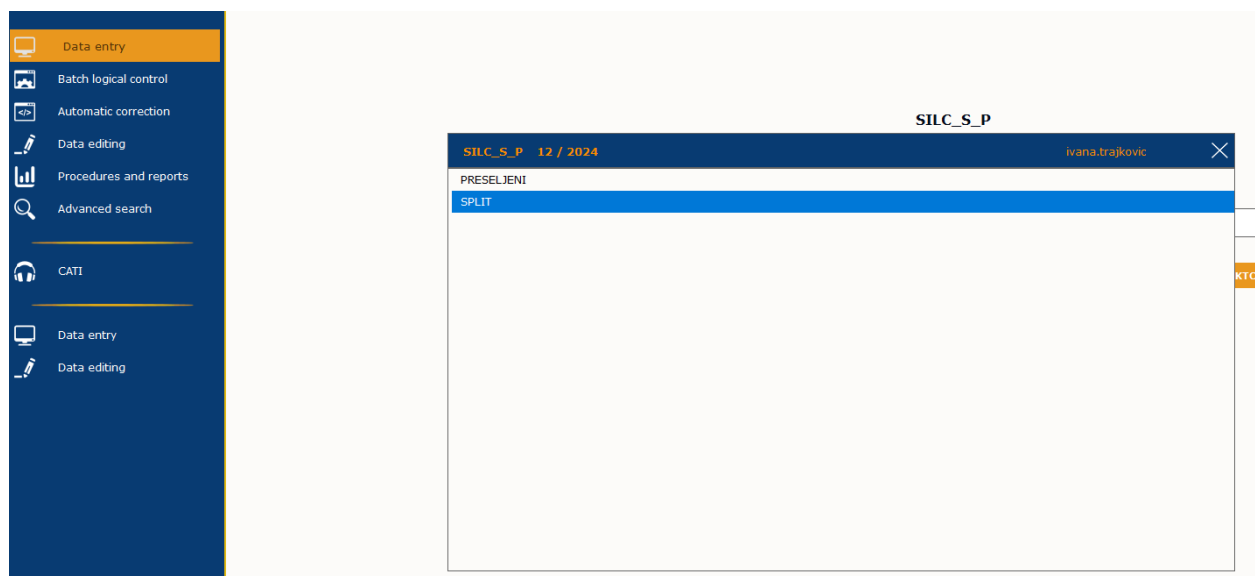 Data entry
Batch logical control
Automatic correction
Data editing
Procedures and reports
Advanced search
CATI
Data entry
Data editing
SILC_S_P
SILC_S_P 12 / 2024 ivana.trajkovic
PRESELJENI
SPLIT